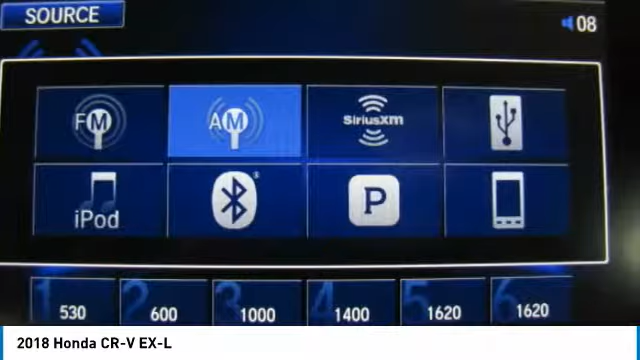 SOURCE
08
FM
AM
SiriusXM
iPod
P
1 530
2 600
3 1000
4 1400
5 1620
6 1620
2018 Honda CR-V EX-L